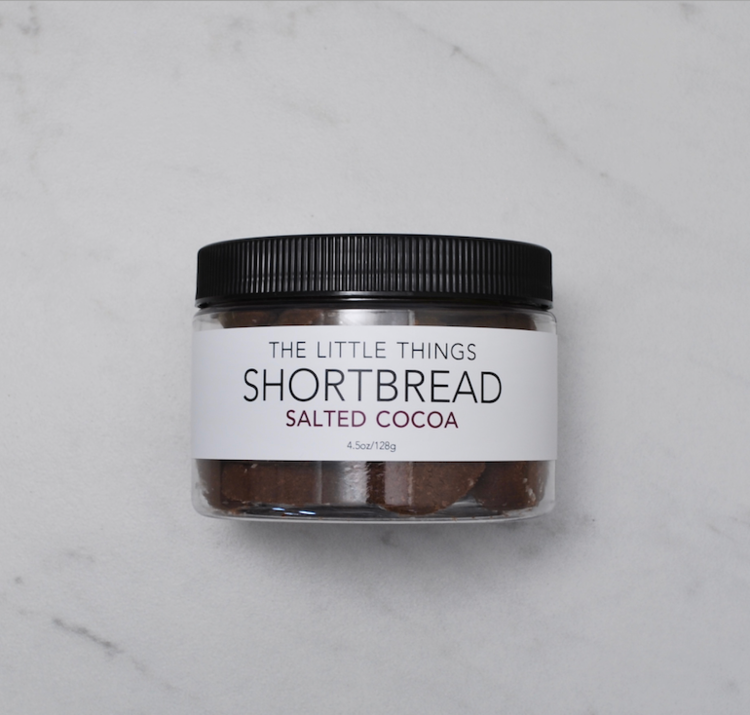 THE LITTLE THINGS
SHORTBREAD
SALTED COCOA
4.5oz/128g